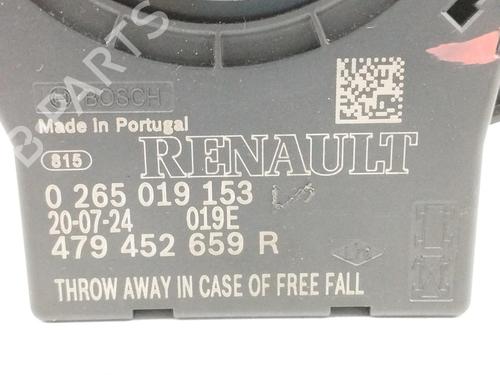 B-PARTS
BOSCH
Made in Portugal
815
RENAULT
0 265 019 153
20-07-24 019E
479 452 659 R
THROW AWAY IN CASE OF FREE FALL